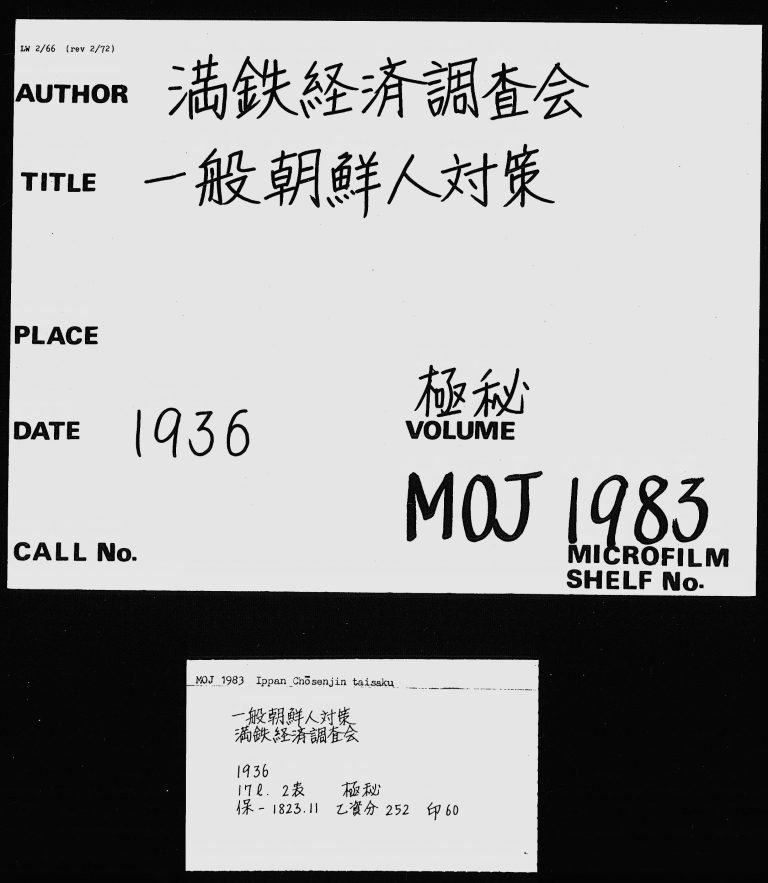 LW 2/66 (rev 2/72)
AUTHOR 満鉄経済調査会
TITLE 一般朝鮮人対策
PLACE
極秘
DATE 1936 VOLUME
MOJ 1983
CALL No. MICROFILM
SHELF No.
MOJ 1983 Ippan Chōsenjin taisaku
一般朝鮮人対策
満鉄経済調査会
1936
17ℓ. 2表 極秘
保-1823.11 乙資分252 印60